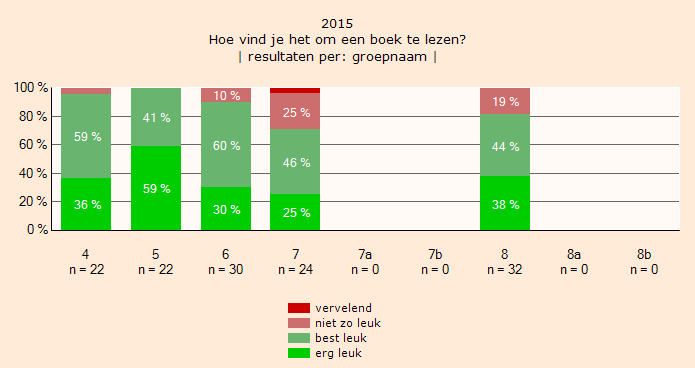 2015
Hoe vind je het om een boek te lezen?
| resultaten per: groepnaam |
100 %
80 %
60 %
40 %
20 %
0 %
59 %
36 %
41 %
59 %
10 %
60 %
30 %
25 %
46 %
25 %
19 %
44 %
38 %
4 5 6 7 7a 7b 8 8a 8b
n = 22 n = 22 n = 30 n = 24 n = 0 n = 0 n = 32 n = 0 n = 0
vervelend
niet zo leuk
best leuk
erg leuk